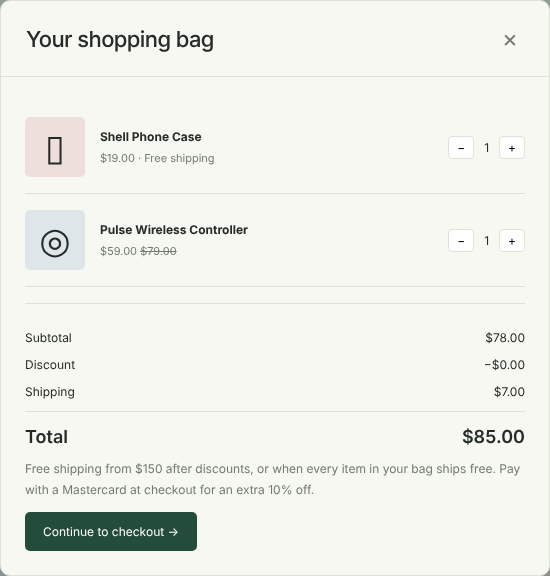 Your shopping bag ×
Shell Phone Case
$19.00 · Free shipping
− 1 +
Pulse Wireless Controller
$59.00 $79.00
− 1 +
Subtotal $78.00
Discount −$0.00
Shipping $7.00
Total $85.00
Free shipping from $150 after discounts, or when every item in your bag ships free. Pay
with a Mastercard at checkout for an extra 10% off.
Continue to checkout →